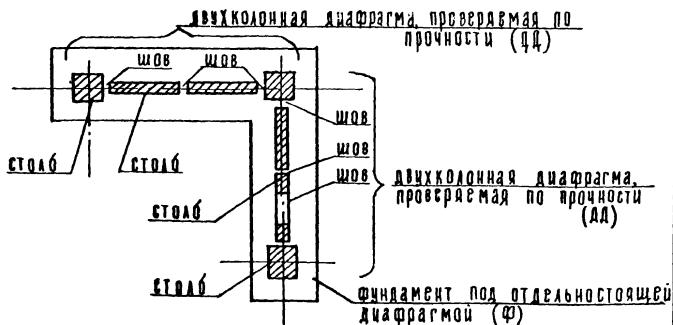 двухколонная диафрагма, проверяемая по
прочности (ДД)
шов
шов
шов
столб
столб
шов
шов
столб
двухколонная диафрагма,
проверяемая по прочности
(ДД)
столб
фундамент под отдельностоящей
диафрагмой (Ф)